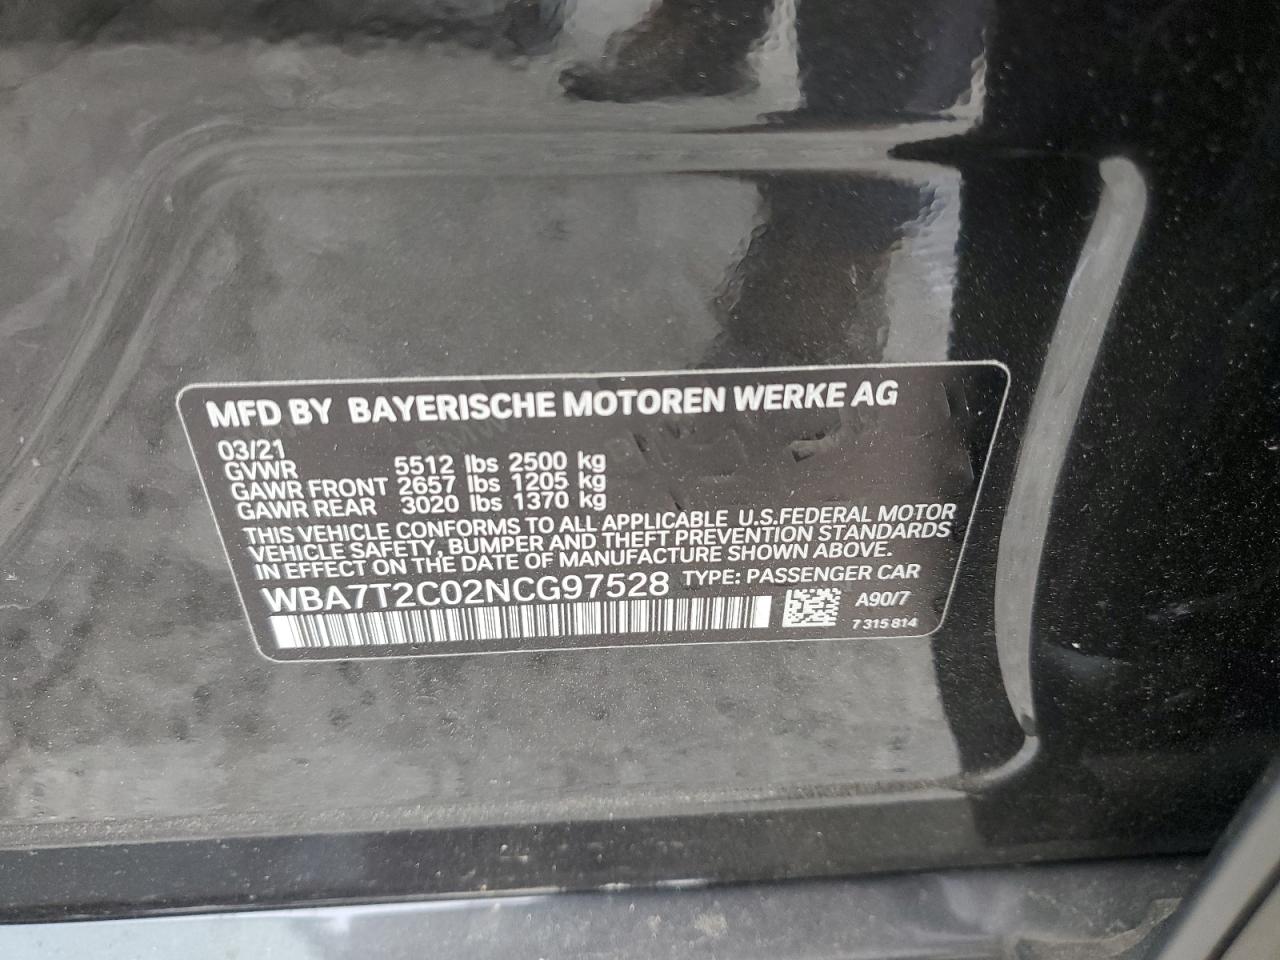 MFD BY BAYERISCHE MOTOREN WERKE AG
03/21
GVWR 5512 lbs 2500 kg
GAWR FRONT 2657 lbs 1205 kg
GAWR REAR 3020 lbs 1370 kg
THIS VEHICLE CONFORMS TO ALL APPLICABLE U.S.FEDERAL MOTOR
VEHICLE SAFETY, BUMPER AND THEFT PREVENTION STANDARDS
IN EFFECT ON THE DATE OF MANUFACTURE SHOWN ABOVE.
WBA7T2C02NCG97528 TYPE: PASSENGER CAR
A90/7
7 315 814